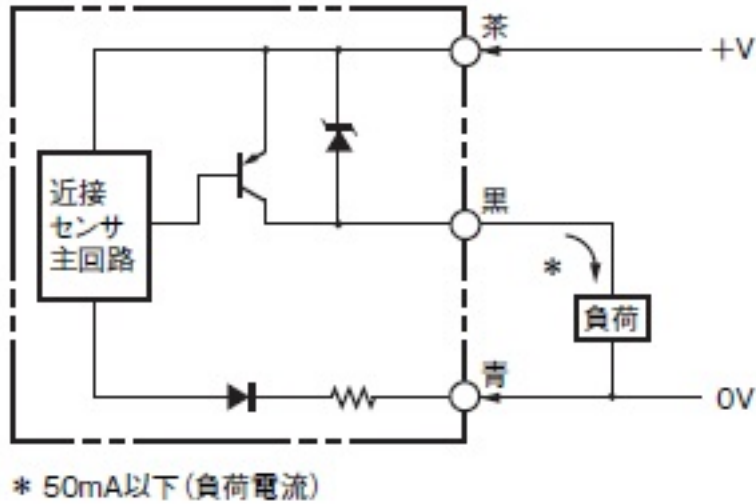 茶
+V
近接
センサ
主回路
黒
*
負荷
青
0V
* 50mA以下(負荷電流)